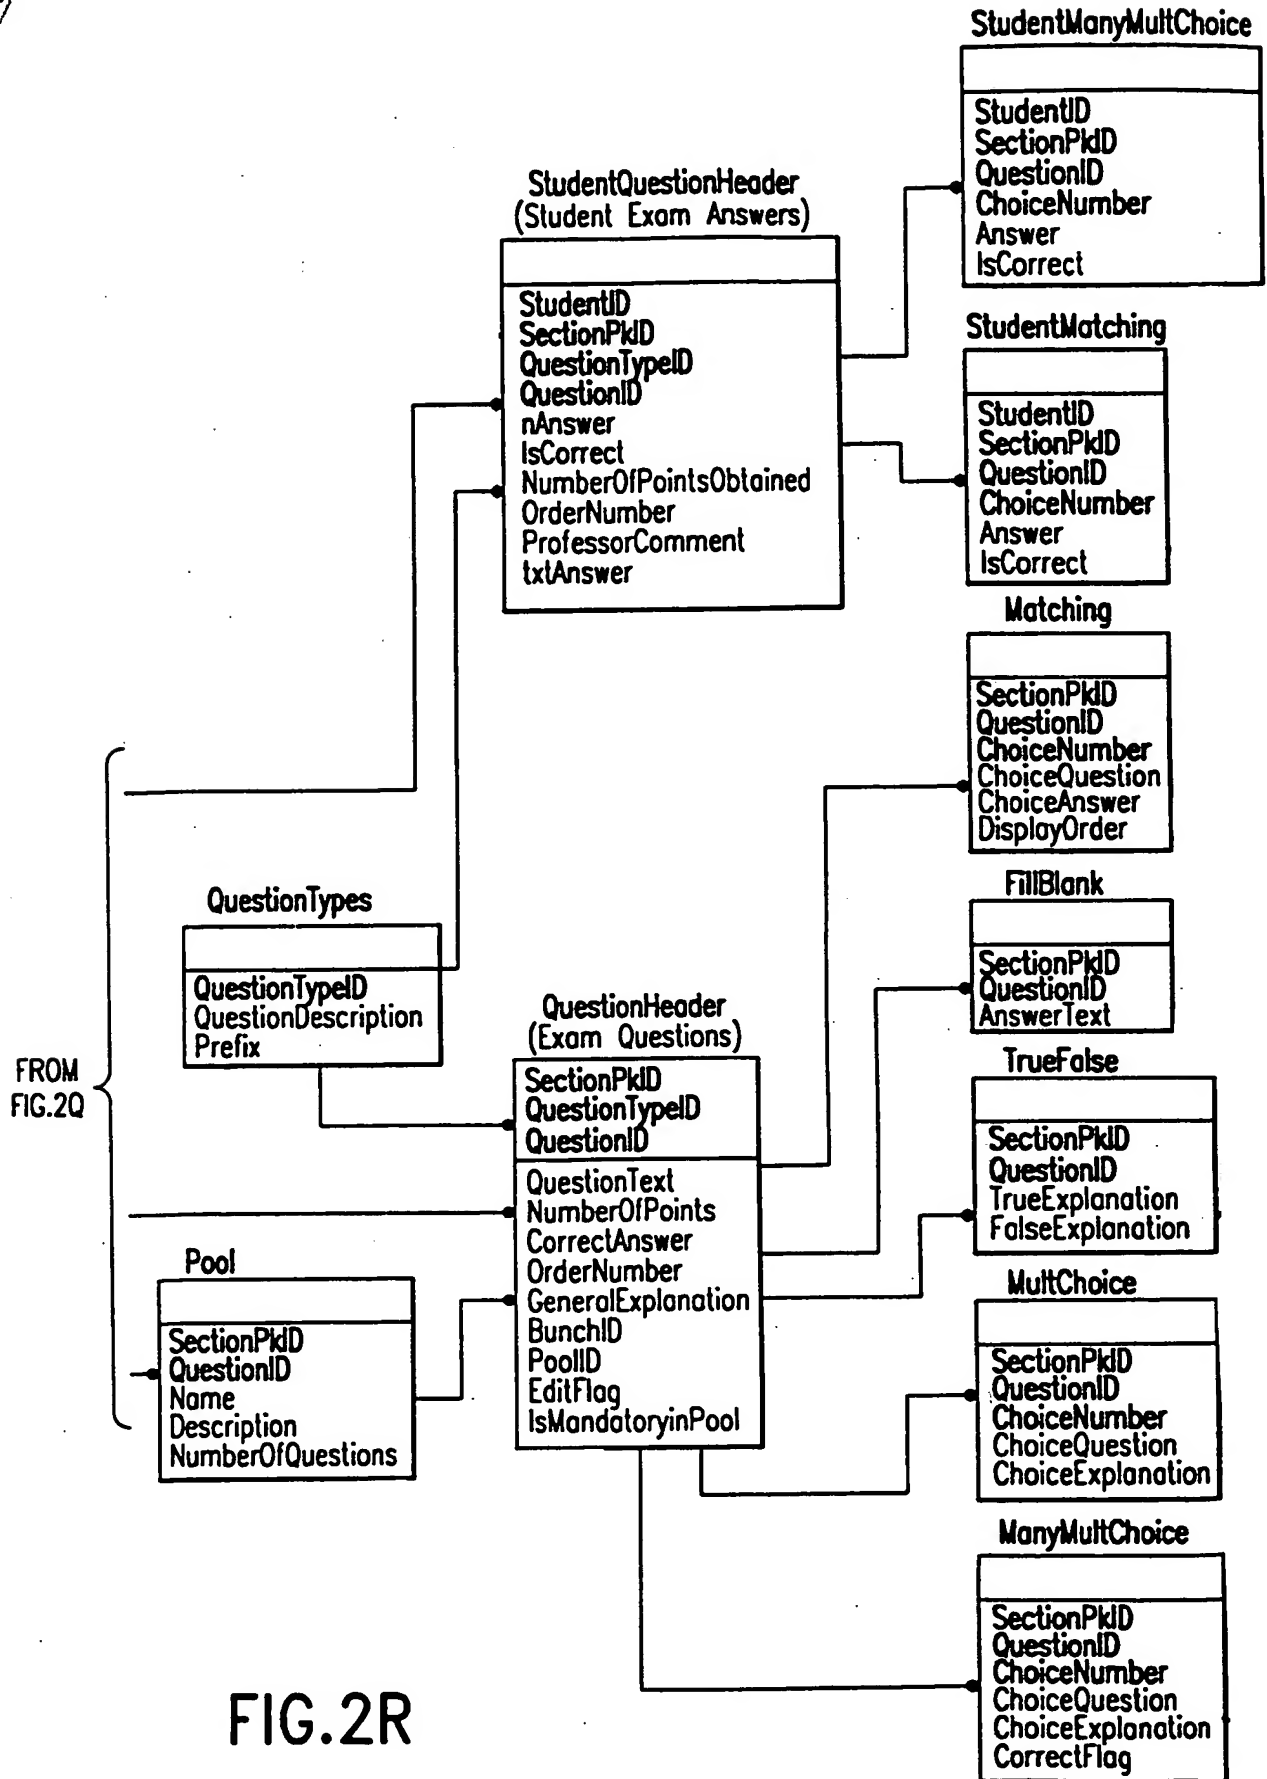 StudentManyMultChoice
StudentID
SectionPkID
QuestionID
ChoiceNumber
Answer
IsCorrect
StudentQuestionHeader
(Student Exam Answers)
StudentID
SectionPkID
QuestionTypeID
QuestionID
nAnswer
IsCorrect
NumberOfPointsObtained
OrderNumber
ProfessorComment
txtAnswer
StudentMatching
StudentID
SectionPkID
QuestionID
ChoiceNumber
Answer
IsCorrect
Matching
SectionPkID
QuestionID
ChoiceNumber
ChoiceQuestion
ChoiceAnswer
DisplayOrder
FROM
FIG.2Q
QuestionTypes
QuestionTypeID
QuestionDescription
Prefix
FillBlank
SectionPkID
QuestionID
AnswerText
QuestionHeader
(Exam Questions)
SectionPkID
QuestionTypeID
QuestionID
QuestionText
NumberOfPoints
CorrectAnswer
OrderNumber
GeneralExplanation
BunchID
PoolID
EditFlag
IsMandatoryinPool
TrueFalse
SectionPkID
QuestionID
TrueExplanation
FalseExplanation
Pool
SectionPkID
QuestionID
Name
Description
NumberOfQuestions
MultChoice
SectionPkID
QuestionID
ChoiceNumber
ChoiceQuestion
ChoiceExplanation
ManyMultChoice
SectionPkID
QuestionID
ChoiceNumber
ChoiceQuestion
ChoiceExplanation
CorrectFlag
FIG.2R